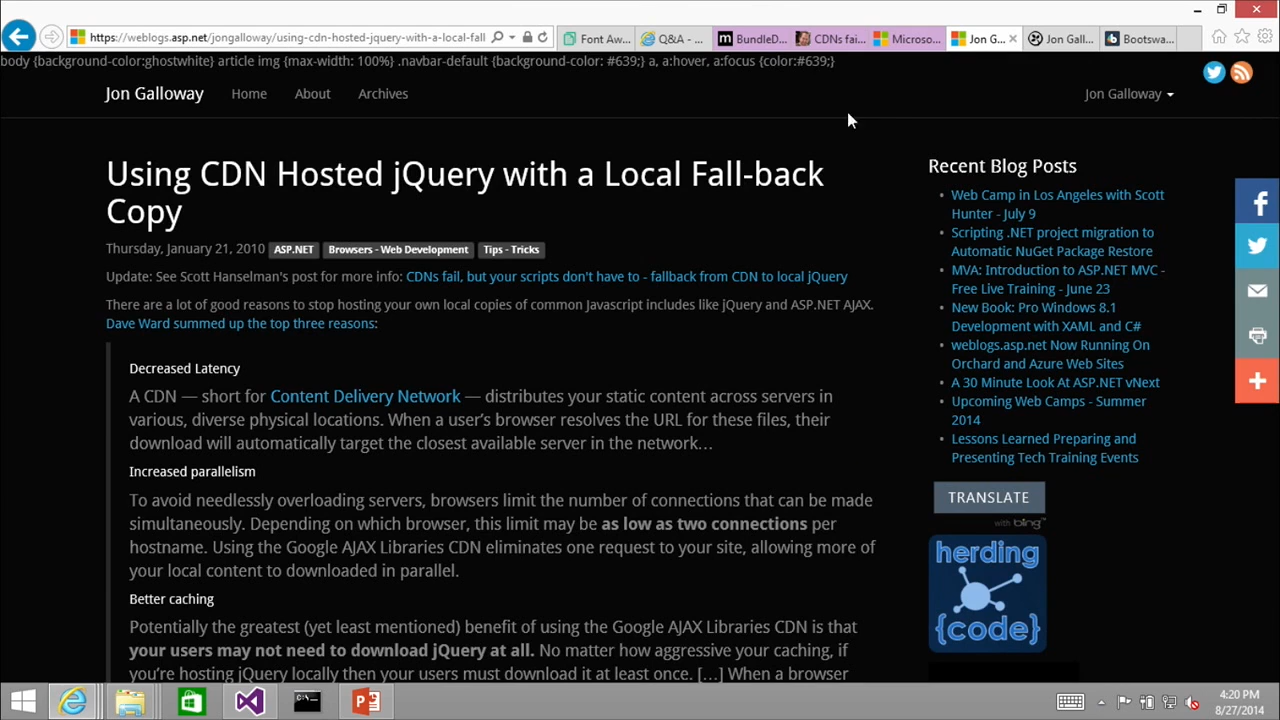 https://weblogs.asp.net/jongalloway/using-cdn-hosted-jquery-with-a-local-fall
Font Aw...
Q&A - ...
BundleD...
CDNs fai...
Microso...
Jon G...
Jon Gall...
Bootswa...
body {background-color:ghostwhite} article img {max-width: 100%} .navbar-default {background-color: #639;} a, a:hover, a:focus {color:#639;}
Jon Galloway
Home
About
Archives
Jon Galloway
Using CDN Hosted jQuery with a Local Fall-back
Copy
Thursday, January 21, 2010 ASP.NET Browsers - Web Development Tips - Tricks
Update: See Scott Hanselman's post for more info: CDNs fail, but your scripts don't have to - fallback from CDN to local jQuery
There are a lot of good reasons to stop hosting your own local copies of common Javascript includes like jQuery and ASP.NET AJAX.
Dave Ward summed up the top three reasons:
Decreased Latency
A CDN — short for Content Delivery Network — distributes your static content across servers in
various, diverse physical locations. When a user's browser resolves the URL for these files, their
download will automatically target the closest available server in the network…
Increased parallelism
To avoid needlessly overloading servers, browsers limit the number of connections that can be made
simultaneously. Depending on which browser, this limit may be as low as two connections per
hostname. Using the Google AJAX Libraries CDN eliminates one request to your site, allowing more of
your local content to downloaded in parallel.
Better caching
Potentially the greatest (yet least mentioned) benefit of using the Google AJAX Libraries CDN is that
your users may not need to download jQuery at all. No matter how aggressive your caching, if
you're hosting jQuery locally then your users must download it at least once. […] When a browser
Recent Blog Posts
Web Camp in Los Angeles with Scott
Hunter - July 9
Scripting .NET project migration to
Automatic NuGet Package Restore
MVA: Introduction to ASP.NET MVC -
Free Live Training - June 23
New Book: Pro Windows 8.1
Development with XAML and C#
weblogs.asp.net Now Running On
Orchard and Azure Web Sites
A 30 Minute Look At ASP.NET vNext
Upcoming Web Camps - Summer
2014
Lessons Learned Preparing and
Presenting Tech Training Events
TRANSLATE
with bing™
herding
{code}
4:20 PM
8/27/2014